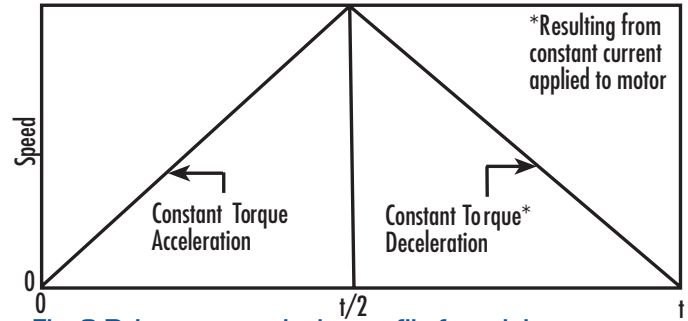 *Resulting from
constant current
applied to motor
Speed
Constant Torque
Acceleration
Constant Torque*
Deceleration
0
0
t/2
t